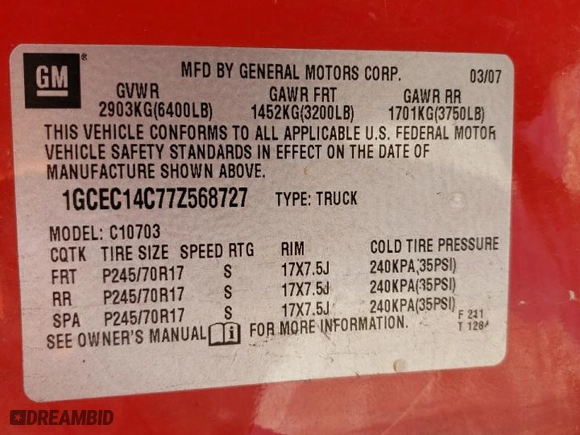 GM ®
MFD BY GENERAL MOTORS CORP. 03/07
GVWR GAWR FRT GAWR RR
2903KG(6400LB) 1452KG(3200LB) 1701KG(3750LB)
THIS VEHICLE CONFORMS TO ALL APPLICABLE U.S. FEDERAL MOTOR
VEHICLE SAFETY STANDARDS IN EFFECT ON THE DATE OF
MANUFACTURE SHOWN ABOVE.
1GCEC14C77Z568727 TYPE: TRUCK
MODEL: C10703
CQTK TIRE SIZE SPEED RTG RIM COLD TIRE PRESSURE
FRT P245/70R17 S 17X7.5J 240KPA(35PSI)
RR P245/70R17 S 17X7.5J 240KPA(35PSI)
SPA P245/70R17 S 17X7.5J 240KPA(35PSI)
SEE OWNER'S MANUAL i FOR MORE INFORMATION.
F 241
T 1284
DREAMBID